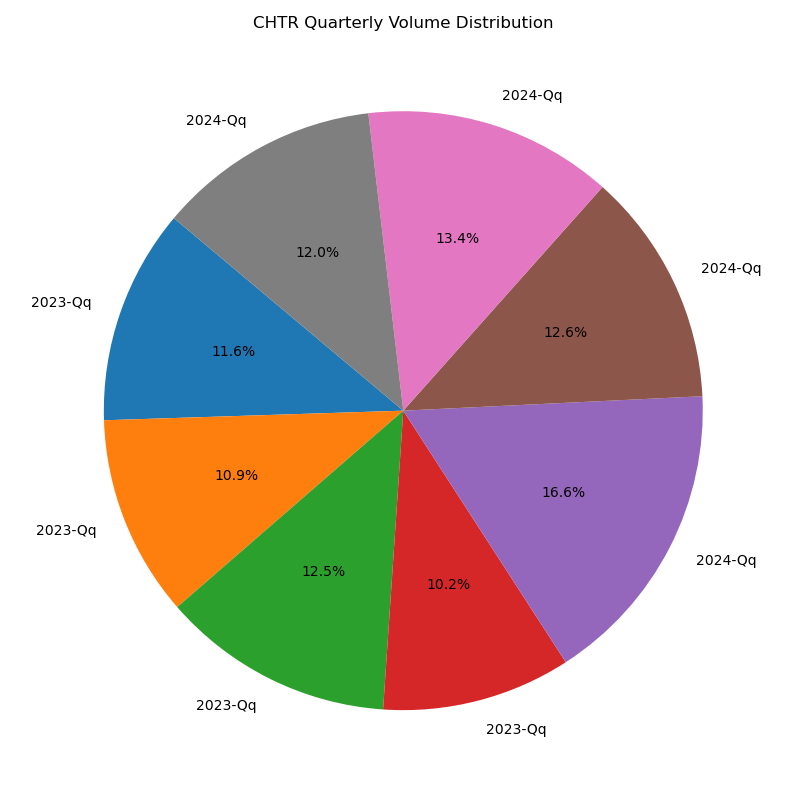 CHTR Quarterly Volume Distribution
2024-Qq
2024-Qq
13.4%
12.0%
2024-Qq
2023-Qq
12.6%
11.6%
10.9%
16.6%
2023-Qq
2024-Qq
12.5%
10.2%
2023-Qq
2023-Qq